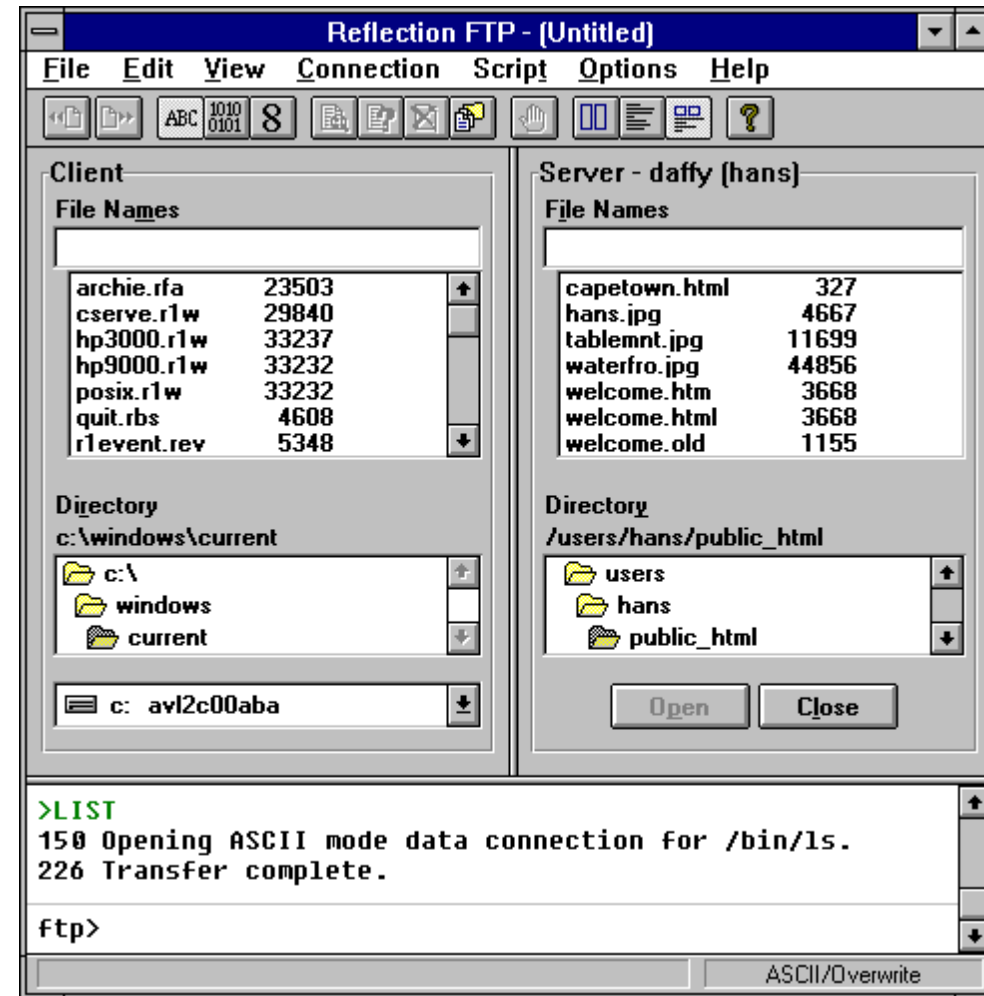 Reflection FTP - (Untitled)
File Edit View Connection Script Options Help
ABC 1010 0101 8 ?
Client
File Names
archie.rfa 23503
cserve.r1w 29840
hp3000.r1w 33237
hp9000.r1w 33232
posix.r1w 33232
quit.rbs 4608
r1event.rev 5348
Directory
c:\windows\current
c:\
windows
current
c: avl2c00aba
Server - daffy (hans)
File Names
capetown.html 327
hans.jpg 4667
tablemnt.jpg 11699
waterfro.jpg 44856
welcome.htm 3668
welcome.html 3668
welcome.old 1155
Directory
/users/hans/public_html
users
hans
public_html
Open Close
>LIST
150 Opening ASCII mode data connection for /bin/ls.
226 Transfer complete.
ftp>
ASCII/Overwrite